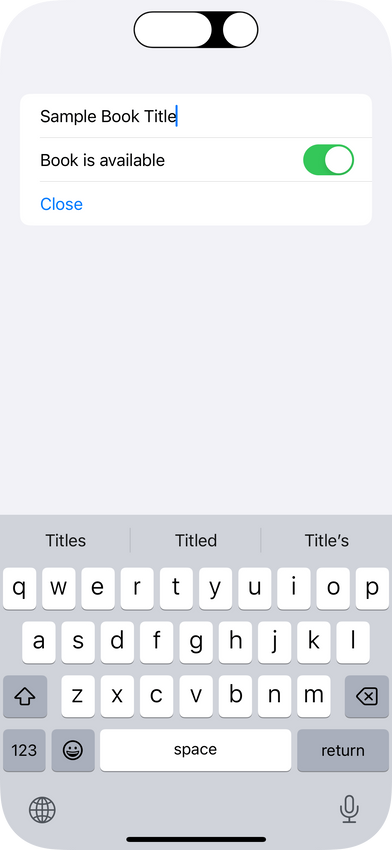 Sample Book Title
Book is available
Close
Titles Titled Title’s
q w e r t y u i o p
a s d f g h j k l
z x c v b n m
123 space return